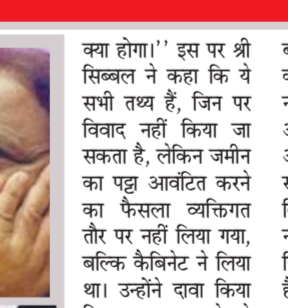 क्या होगा।’’ इस पर श्री
सिब्बल ने कहा कि ये
सभी तथ्य हैं, जिन पर
विवाद नहीं किया जा
सकता है, लेकिन जमीन
का पट्टा आवंटित करने
का फैसला व्यक्तिगत
तौर पर नहीं लिया गया,
बल्कि कैबिनेट ने लिया
था। उन्होंने दावा किया